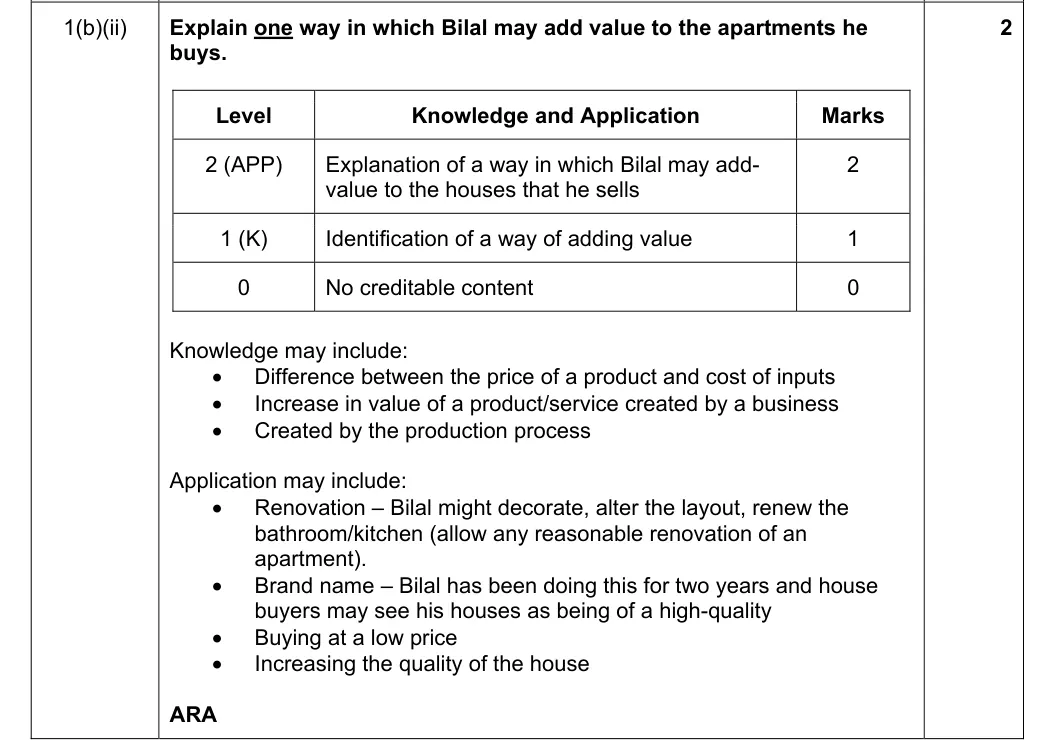 1(b)(ii) Explain one way in which Bilal may add value to the apartments he 2
buys.
Level Knowledge and Application Marks
2 (APP) Explanation of a way in which Bilal may add- 2
value to the houses that he sells
1 (K) Identification of a way of adding value 1
0 No creditable content 0
Knowledge may include:
• Difference between the price of a product and cost of inputs
• Increase in value of a product/service created by a business
• Created by the production process
Application may include:
• Renovation – Bilal might decorate, alter the layout, renew the
bathroom/kitchen (allow any reasonable renovation of an
apartment).
• Brand name – Bilal has been doing this for two years and house
buyers may see his houses as being of a high-quality
• Buying at a low price
• Increasing the quality of the house
ARA